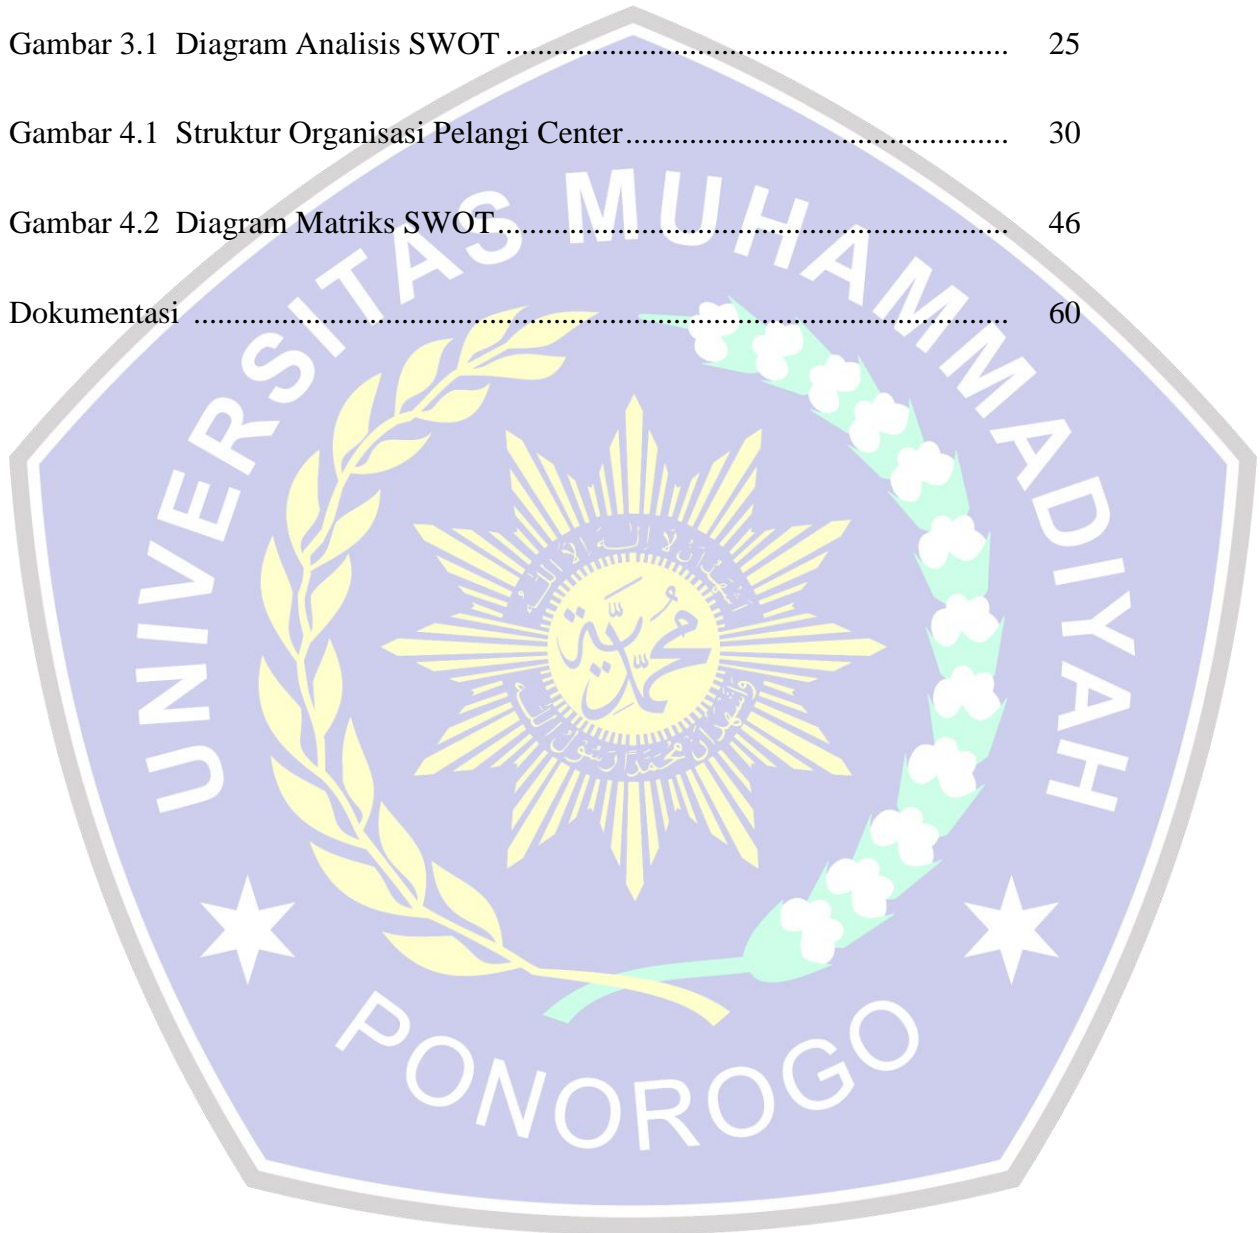 Gambar 3.1  Diagram Analisis SWOT ............................................................... 25
Gambar 4.1  Struktur Organisasi Pelangi Center ............................................... 30
Gambar 4.2  Diagram Matriks SWOT ............................................................... 46
Dokumentasi ...................................................................................................... 60
UNIVERSITAS MUHAMMADIYAH
محمدية
PONOROGO